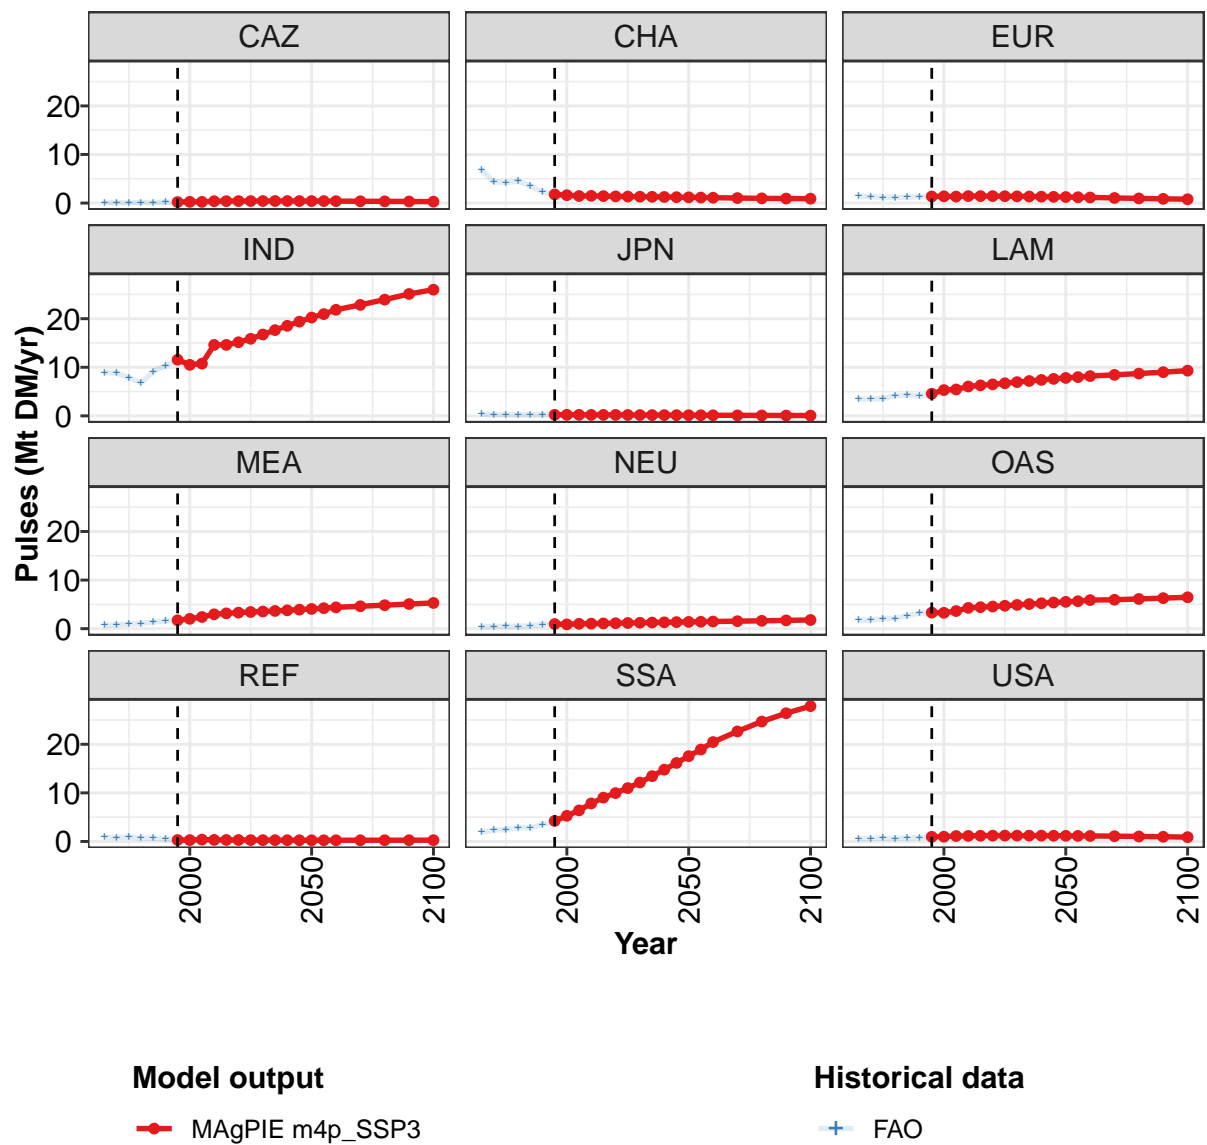 CAZ CHA EUR
20
10
0
IND JPN LAM
20
10
0
MEA NEU OAS
20
10
0
REF SSA USA
20
10
0
2000 2050 2100 2000 2050 2100 2000 2050 2100
Pulses (Mt DM/yr)
Year
Model output Historical data
MAgPIE m4p_SSP3 FAO